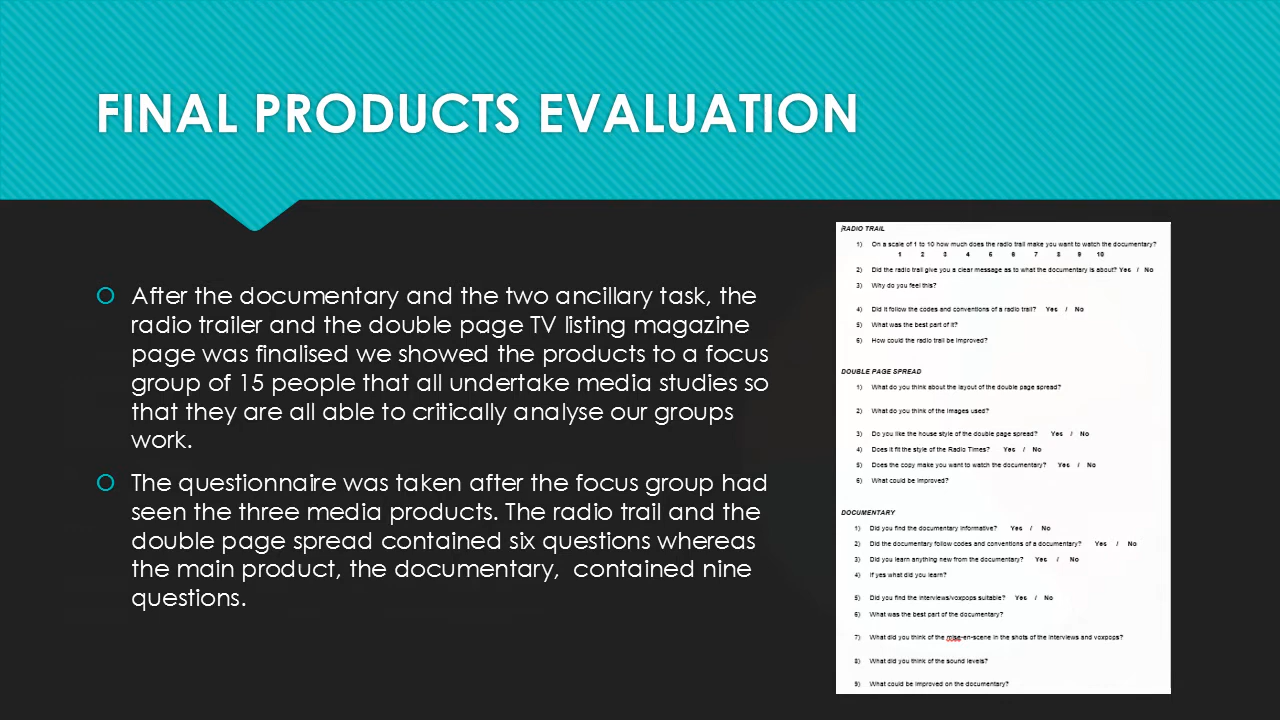 FINAL PRODUCTS EVALUATION
After the documentary and the two ancillary task, the
radio trailer and the double page TV listing magazine
page was finalised we showed the products to a focus
group of 15 people that all undertake media studies so
that they are all able to critically analyse our groups
work.
The questionnaire was taken after the focus group had
seen the three media products. The radio trail and the
double page spread contained six questions whereas
the main product, the documentary,  contained nine
questions.
RADIO TRAIL
1) On a scale of 1 to 10 how much does the radio trail make you want to watch the documentary?
1 2 3 4 5 6 7 8 9 10
2) Did the radio trail give you a clear message as to what the documentary is about? Yes / No
3) Why do you feel this?
4) Did it follow the codes and conventions of a radio trail? Yes / No
5) What was the best part of it?
6) How could the radio trail be improved?
DOUBLE PAGE SPREAD
1) What do you think about the layout of the double page spread?
2) What do you think of the images used?
3) Do you like the house style of the double page spread? Yes / No
4) Does it fit the style of the Radio Times? Yes / No
5) Does the copy make you want to watch the documentary? Yes / No
6) What could be improved?
DOCUMENTARY
1) Did you find the documentary informative? Yes / No
2) Did the documentary follow codes and conventions of a documentary? Yes / No
3) Did you learn anything new from the documentary? Yes / No
4) If yes what did you learn?
5) Did you find the interviews/voxpops suitable? Yes / No
6) What was the best part of the documentary?
7) What did you think of the mise-en-scene in the shots of the interviews and voxpops?
8) What did you think of the sound levels?
9) What could be improved on the documentary?